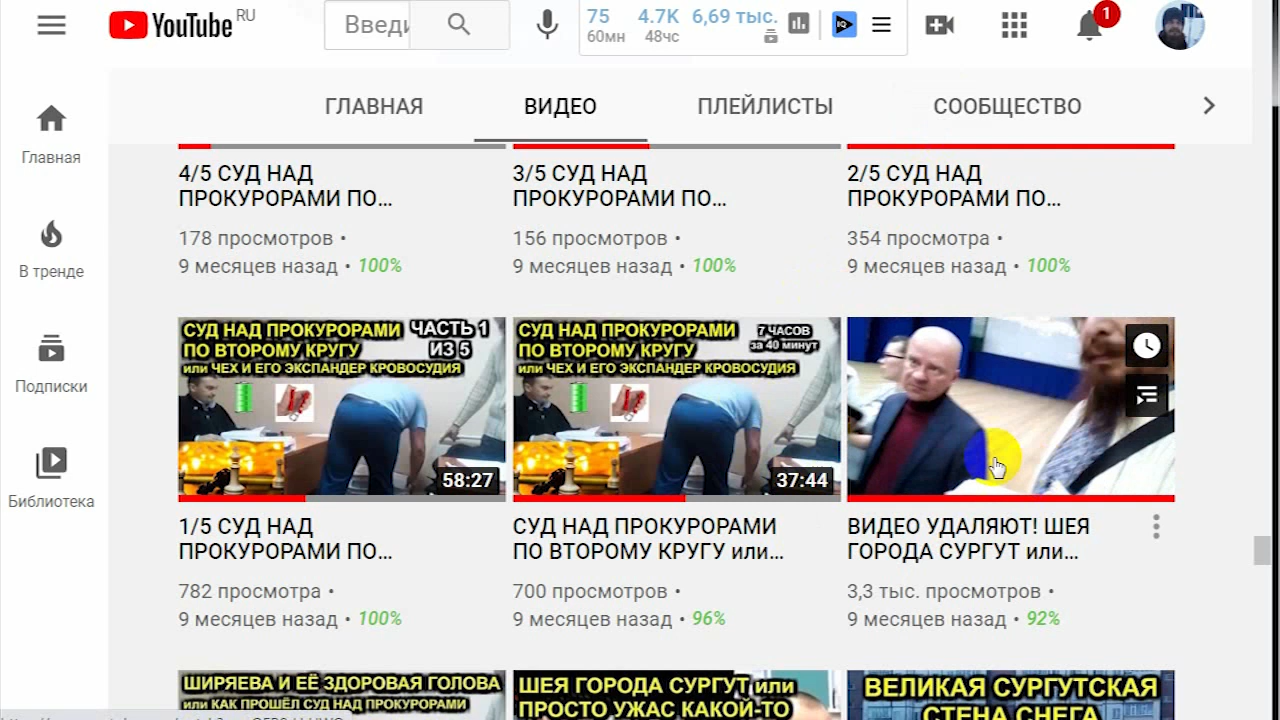 YouTube RU
Введи
75 4.7K 6,69 тыс.
60мн 48чс
1
ГЛАВНАЯ ВИДЕО ПЛЕЙЛИСТЫ СООБЩЕСТВО
Главная
В тренде
Подписки
Библиотека
4/5 СУД НАД
ПРОКУРОРАМИ ПО...
178 просмотров •
9 месяцев назад • 100%
3/5 СУД НАД
ПРОКУРОРАМИ ПО...
156 просмотров •
9 месяцев назад • 100%
2/5 СУД НАД
ПРОКУРОРАМИ ПО...
354 просмотра •
9 месяцев назад • 100%
СУД НАД ПРОКУРОРАМИ ЧАСТЬ 1
ПО ВТОРОМУ КРУГУ ИЗ 5
или ЧЕХ И ЕГО ЭКСПАНДЕР КРОВОСУДИЯ
58:27
1/5 СУД НАД
ПРОКУРОРАМИ ПО...
782 просмотра •
9 месяцев назад • 100%
СУД НАД ПРОКУРОРАМИ 7 ЧАСОВ
ПО ВТОРОМУ КРУГУ за 40 минут
или ЧЕХ И ЕГО ЭКСПАНДЕР КРОВОСУДИЯ
37:44
СУД НАД ПРОКУРОРАМИ
ПО ВТОРОМУ КРУГУ или...
700 просмотров •
9 месяцев назад • 96%
ВИДЕО УДАЛЯЮТ! ШЕЯ
ГОРОДА СУРГУТ или...
3,3 тыс. просмотров •
9 месяцев назад • 92%
ШИРЯЕВА И ЕЁ ЗДОРОВАЯ ГОЛОВА
или КАК ПРОШЁЛ СУД НАД ПРОКУРОРАМИ
ШЕЯ ГОРОДА СУРГУТ или
ПРОСТО УЖАС КАКОЙ-ТО
ВЕЛИКАЯ СУРГУТСКАЯ
СТЕНА СНЕГА